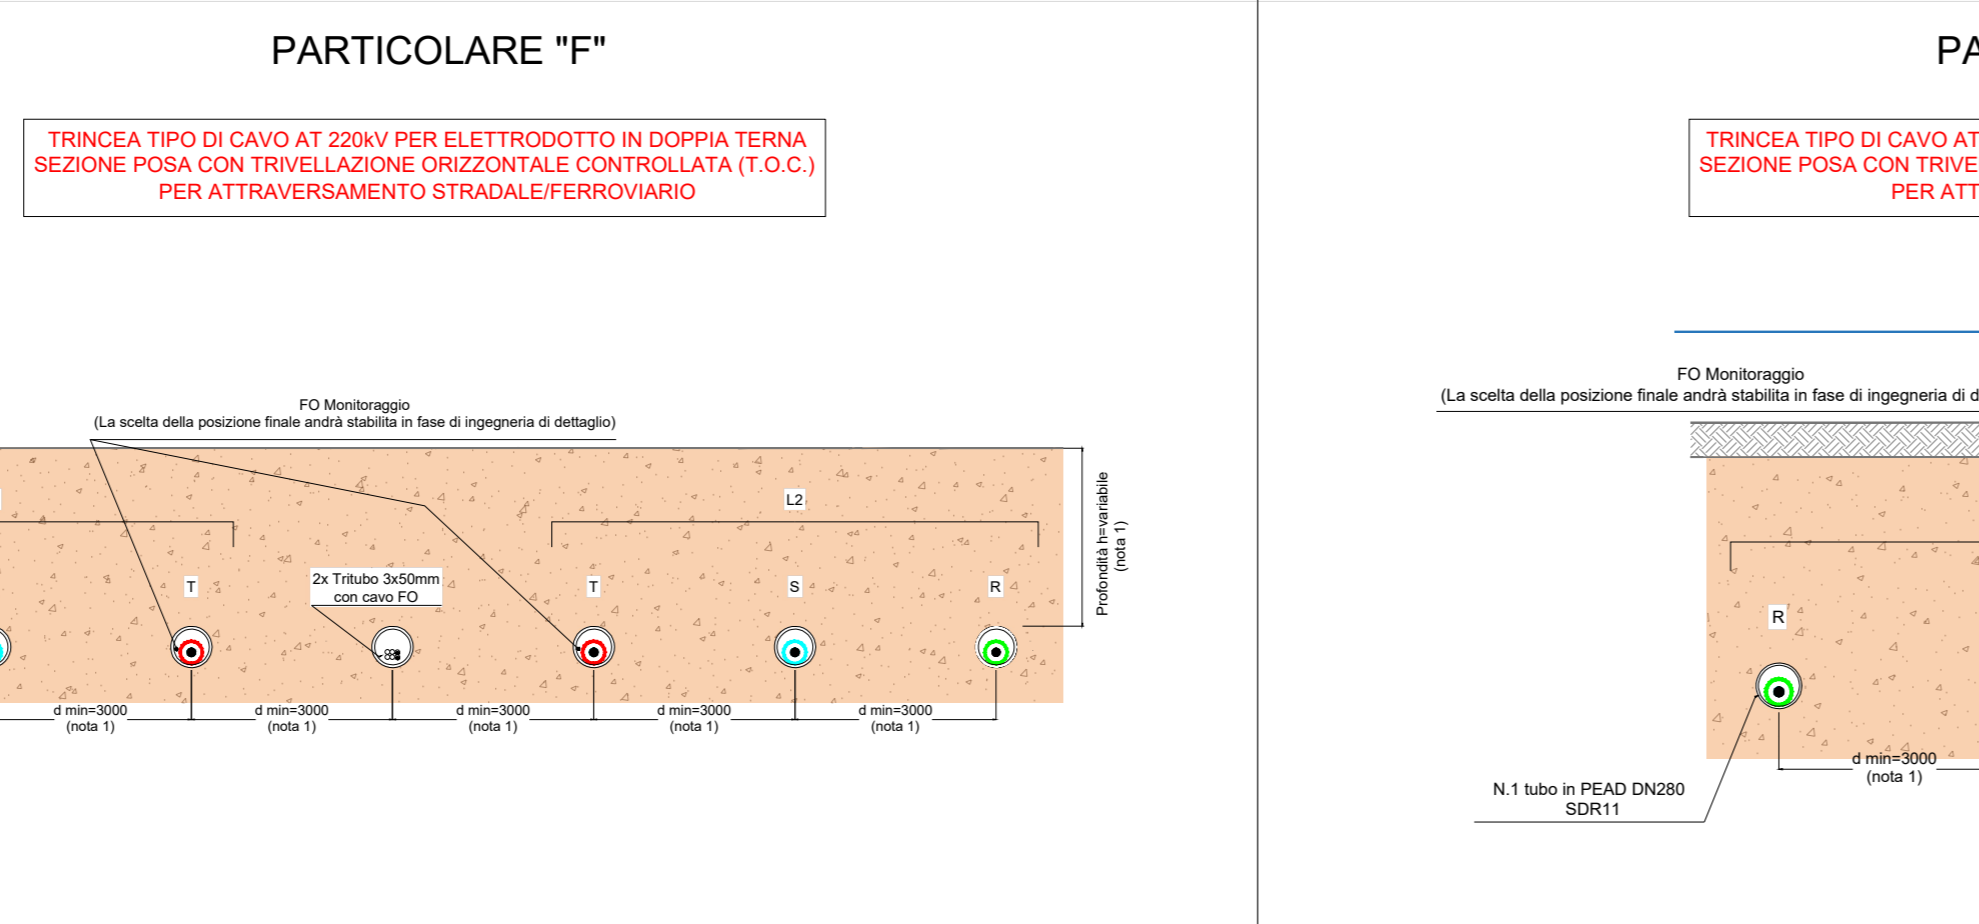 PARTICOLARE "F"
TRINCEA TIPO DI CAVO AT 220kV PER ELETTRODOTTO IN DOPPIA TERNA
SEZIONE POSA CON TRIVELLAZIONE ORIZZONTALE CONTROLLATA (T.O.C.)
PER ATTRAVERSAMENTO STRADALE/FERROVIARIO
FO Monitoraggio
(La scelta della posizione finale andrà stabilita in fase di ingegneria di dettaglio)
L2
T
2x Tritubo 3x50mm
con cavo FO
T
S
R
Profondità h=variabile
(nota 1)
d min=3000
(nota 1)
d min=3000
(nota 1)
d min=3000
(nota 1)
d min=3000
(nota 1)
d min=3000
(nota 1)
PA
TRINCEA TIPO DI CAVO AT
SEZIONE POSA CON TRIVE
PER ATT
FO Monitoraggio
(La scelta della posizione finale andrà stabilita in fase di ingegneria di d
R
d min=3000
(nota 1)
N.1 tubo in PEAD DN280
SDR11